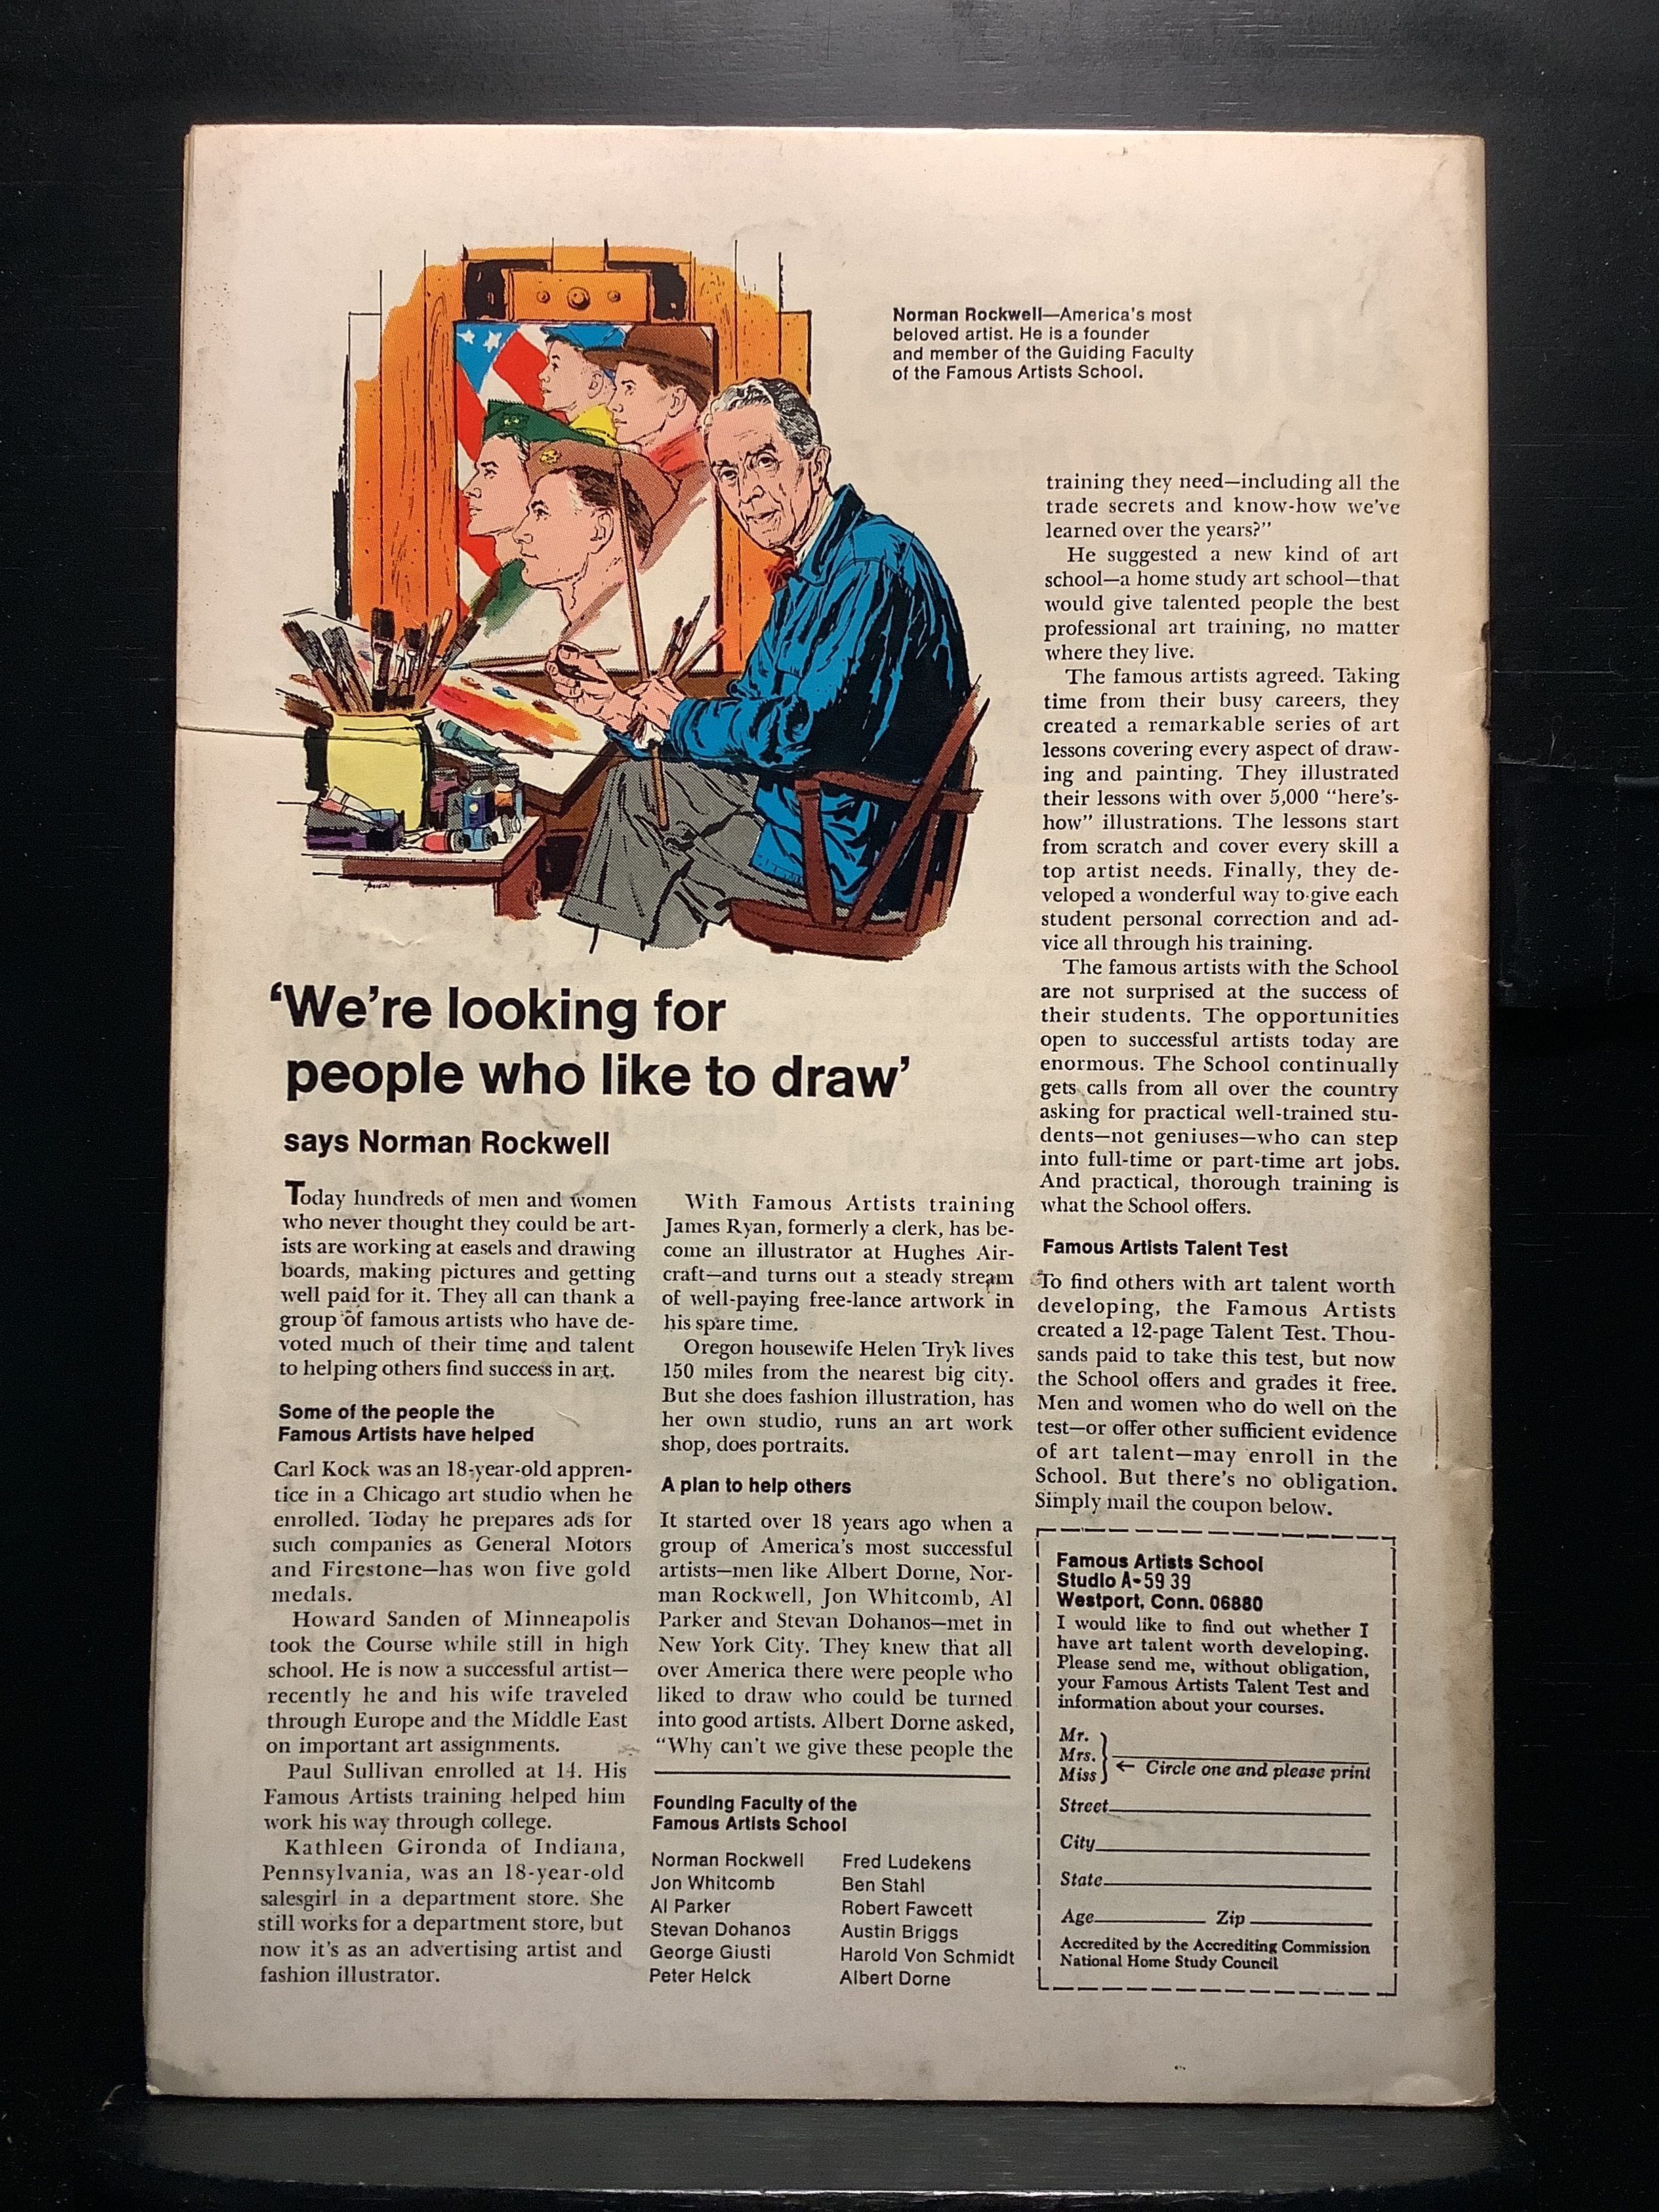 Norman Rockwell—America's most
beloved artist. He is a founder
and member of the Guiding Faculty
of the Famous Artists School.
‘We're looking for
people who like to draw’
says Norman Rockwell
Today hundreds of men and women
who never thought they could be art-
ists are working at easels and drawing
boards, making pictures and getting
well paid for it. They all can thank a
group of famous artists who have de-
voted much of their time and talent
to helping others find success in art.
Some of the people the
Famous Artists have helped
Carl Kock was an 18-year-old appren-
tice in a Chicago art studio when he
enrolled. Today he prepares ads for
such companies as General Motors
and Firestone—has won five gold
medals.
Howard Sanden of Minneapolis
took the Course while still in high
school. He is now a successful artist—
recently he and his wife traveled
through Europe and the Middle East
on important art assignments.
Paul Sullivan enrolled at 14. His
Famous Artists training helped him
work his way through college.
Kathleen Gironda of Indiana,
Pennsylvania, was an 18-year-old
salesgirl in a department store. She
still works for a department store, but
now it's as an advertising artist and
fashion illustrator.
With Famous Artists training
James Ryan, formerly a clerk, has be-
come an illustrator at Hughes Air-
craft—and turns out a steady stream
of well-paying free-lance artwork in
his spare time.
Oregon housewife Helen Tryk lives
150 miles from the nearest big city.
But she does fashion illustration, has
her own studio, runs an art work
shop, does portraits.
A plan to help others
It started over 18 years ago when a
group of America's most successful
artists—men like Albert Dorne, Nor-
man Rockwell, Jon Whitcomb, Al
Parker and Stevan Dohanos—met in
New York City. They knew that all
over America there were people who
liked to draw who could be turned
into good artists. Albert Dorne asked,
“Why can't we give these people the
training they need—including all the
trade secrets and know-how we've
learned over the years?”
He suggested a new kind of art
school—a home study art school—that
would give talented people the best
professional art training, no matter
where they live.
The famous artists agreed. Taking
time from their busy careers, they
created a remarkable series of art
lessons covering every aspect of draw-
ing and painting. They illustrated
their lessons with over 5,000 “here's-
how” illustrations. The lessons start
from scratch and cover every skill a
top artist needs. Finally, they de-
veloped a wonderful way to give each
student personal correction and ad-
vice all through his training.
The famous artists with the School
are not surprised at the success of
their students. The opportunities
open to successful artists today are
enormous. The School continually
gets calls from all over the country
asking for practical well-trained stu-
dents—not geniuses—who can step
into full-time or part-time art jobs.
And practical, thorough training is
what the School offers.
Famous Artists Talent Test
To find others with art talent worth
developing, the Famous Artists
created a 12-page Talent Test. Thou-
sands paid to take this test, but now
the School offers and grades it free.
Men and women who do well on the
test—or offer other sufficient evidence
of art talent—may enroll in the
School. But there's no obligation.
Simply mail the coupon below.
Founding Faculty of the
Famous Artists School
Norman Rockwell
Jon Whitcomb
Al Parker
Stevan Dohanos
George Giusti
Peter Helck
Fred Ludekens
Ben Stahl
Robert Fawcett
Austin Briggs
Harold Von Schmidt
Albert Dorne
Famous Artists School
Studio A-59 39
Westport, Conn. 06880
I would like to find out whether I
have art talent worth developing.
Please send me, without obligation,
your Famous Artists Talent Test and
information about your courses.
Mr.
Mrs.
Miss
← Circle one and please print
Street
City
State
Age Zip
Accredited by the Accrediting Commission
National Home Study Council